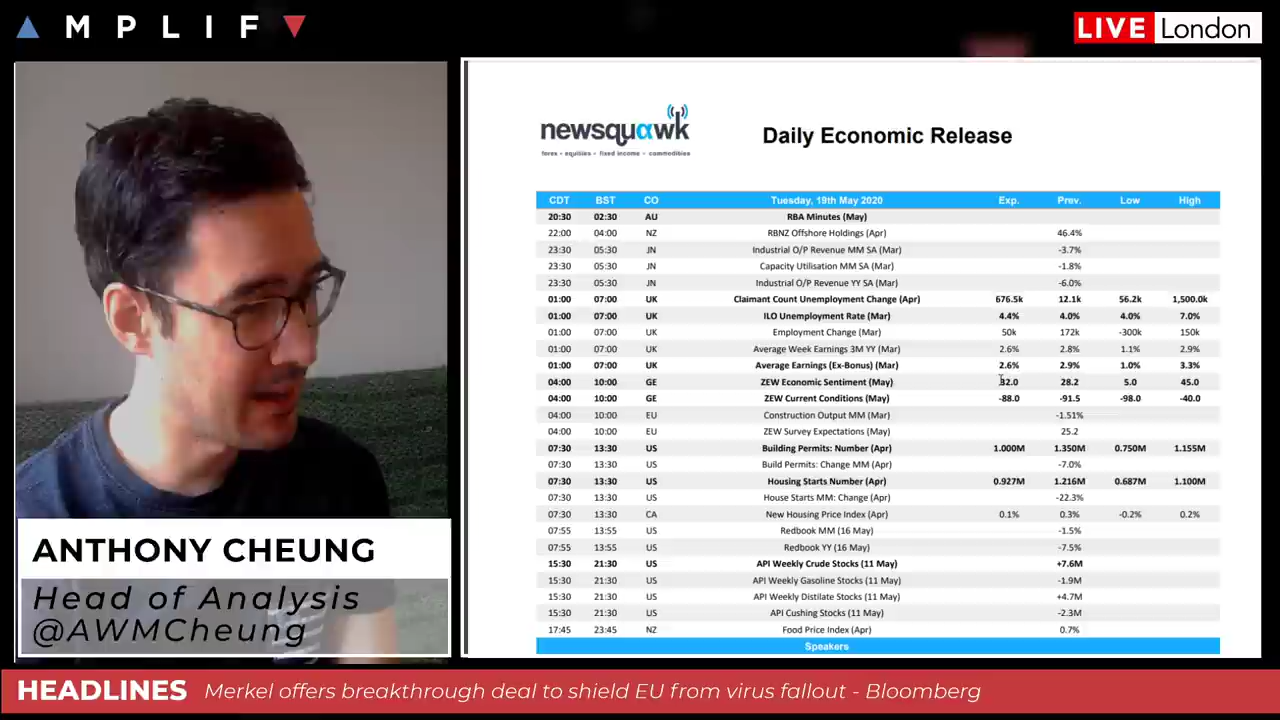 AMPLIFY
LIVE London
newsquawk
forex • equities • fixed income • commodities
Daily Economic Release
CDT BST CO Tuesday, 19th May 2020 Exp. Prev. Low High
20:30 02:30 AU RBA Minutes (May)
22:00 04:00 NZ RBNZ Offshore Holdings (Apr) 46.4%
23:30 05:30 JN Industrial O/P Revenue MM SA (Mar) -3.7%
23:30 05:30 JN Capacity Utilisation MM SA (Mar) -1.8%
23:30 05:30 JN Industrial O/P Revenue YY SA (Mar) -6.0%
01:00 07:00 UK Claimant Count Unemployment Change (Apr) 676.5k 12.1k 56.2k 1,500.0k
01:00 07:00 UK ILO Unemployment Rate (Mar) 4.4% 4.0% 4.0% 7.0%
01:00 07:00 UK Employment Change (Mar) 50k 172k -300k 150k
01:00 07:00 UK Average Week Earnings 3M YY (Mar) 2.6% 2.8% 1.1% 2.9%
01:00 07:00 UK Average Earnings (Ex-Bonus) (Mar) 2.6% 2.9% 1.0% 3.3%
04:00 10:00 GE ZEW Economic Sentiment (May) 32.0 28.2 5.0 45.0
04:00 10:00 GE ZEW Current Conditions (May) -88.0 -91.5 -98.0 -40.0
04:00 10:00 EU Construction Output MM (Mar) -1.51%
04:00 10:00 EU ZEW Survey Expectations (May) 25.2
07:30 13:30 US Building Permits: Number (Apr) 1.000M 1.350M 0.750M 1.155M
07:30 13:30 US Build Permits: Change MM (Apr) -7.0%
07:30 13:30 US Housing Starts Number (Apr) 0.927M 1.216M 0.687M 1.100M
07:30 13:30 US House Starts MM: Change (Apr) -22.3%
07:30 13:30 CA New Housing Price Index (Apr) 0.1% 0.3% -0.2% 0.2%
07:55 13:55 US Redbook MM (16 May) -1.5%
07:55 13:55 US Redbook YY (16 May) -7.5%
15:30 21:30 US API Weekly Crude Stocks (11 May) +7.6M
15:30 21:30 US API Weekly Gasoline Stocks (11 May) -1.9M
15:30 21:30 US API Weekly Distilate Stocks (11 May) +4.7M
15:30 21:30 US API Cushing Stocks (11 May) -2.3M
17:45 23:45 NZ Food Price Index (Apr) 0.7%
Speakers
ANTHONY CHEUNG
Head of Analysis
@AWMCheung
HEADLINES Merkel offers breakthrough deal to shield EU from virus fallout - Bloomberg